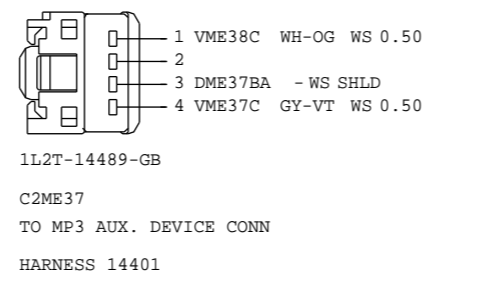 1 VME38C WH-OG WS 0.50
2
3 DME37BA - WS SHLD
4 VME37C GY-VT WS 0.50
1L2T-14489-GB
C2ME37
TO MP3 AUX. DEVICE CONN
HARNESS 14401